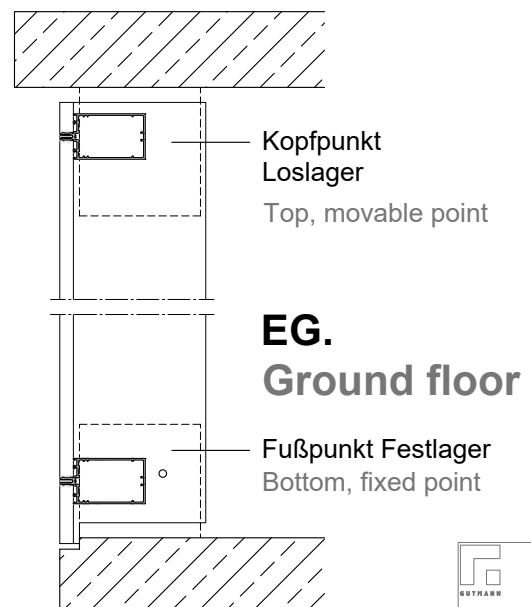 Kopfpunkt
Loslager
Top, movable point
EG.
Ground floor
Fußpunkt Festlager
Bottom, fixed point
GUTMANN